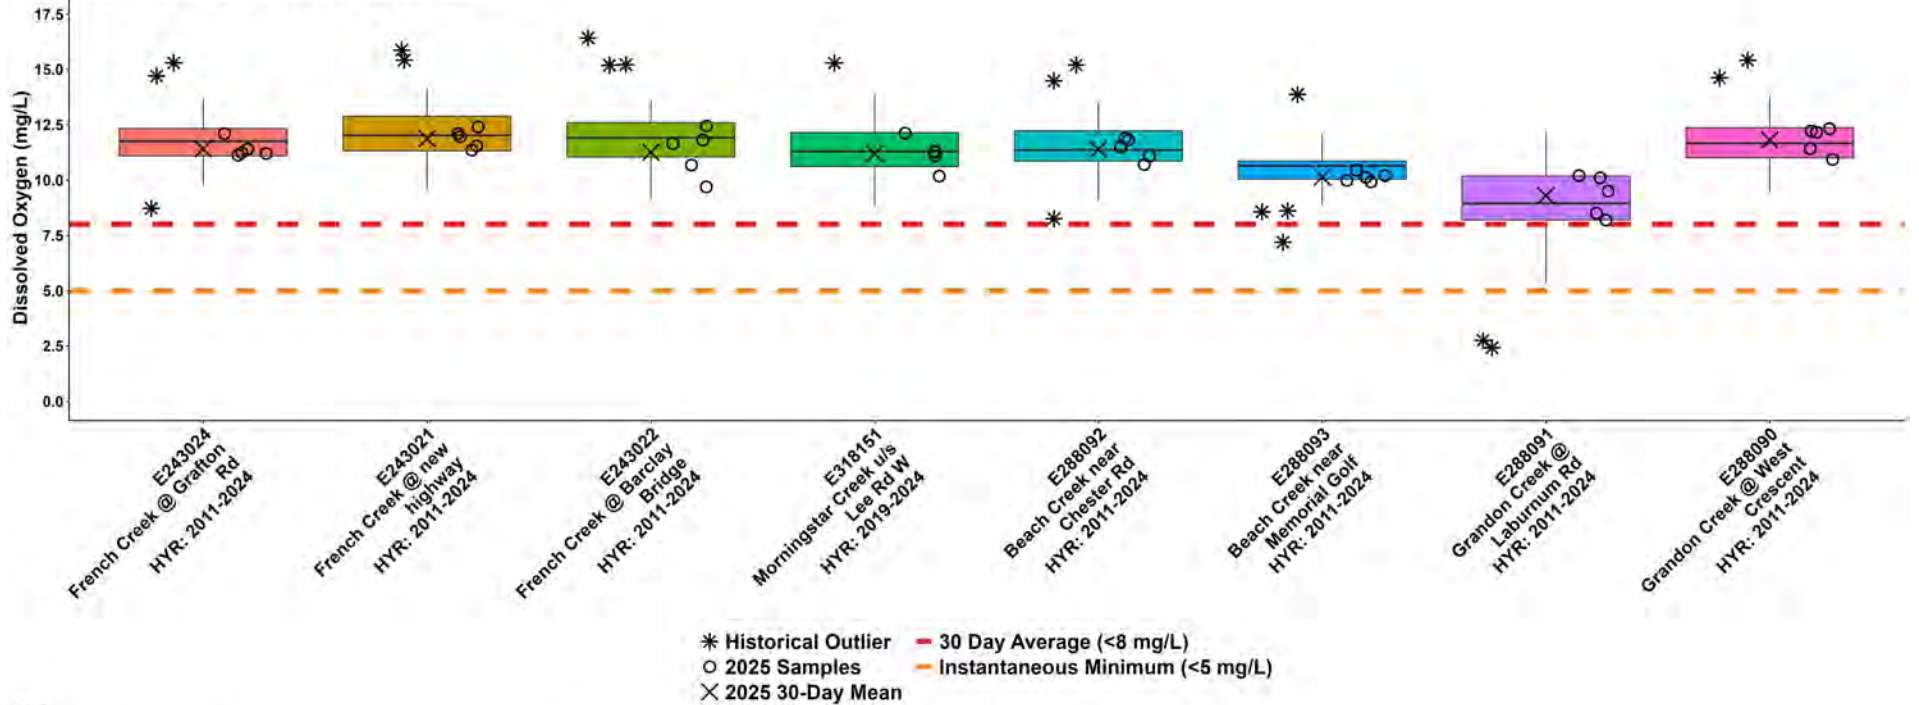 17.5
15.0
12.5
10.0
7.5
5.0
2.5
0.0
Dissolved Oxygen (mg/L)
E243024
French Creek @ Grafton
Rd
HYR: 2011-2024
E243021
French Creek @ new
highway
HYR: 2011-2024
E243022
French Creek @ Barclay
Bridge
HYR: 2011-2024
E318151
Morningstar Creek u/s
Lee Rd W
HYR: 2019-2024
E288092
Beach Creek near
Chester Rd
HYR: 2011-2024
E288093
Beach Creek near
Memorial Golf
HYR: 2011-2024
E288091
Grandon Creek @
Laburnum Rd
HYR: 2011-2024
E288090
Grandon Creek @ West
Crescent
HYR: 2011-2024
Historical Outlier
2025 Samples
2025 30-Day Mean
30 Day Average (<8 mg/L)
Instantaneous Minimum (<5 mg/L)